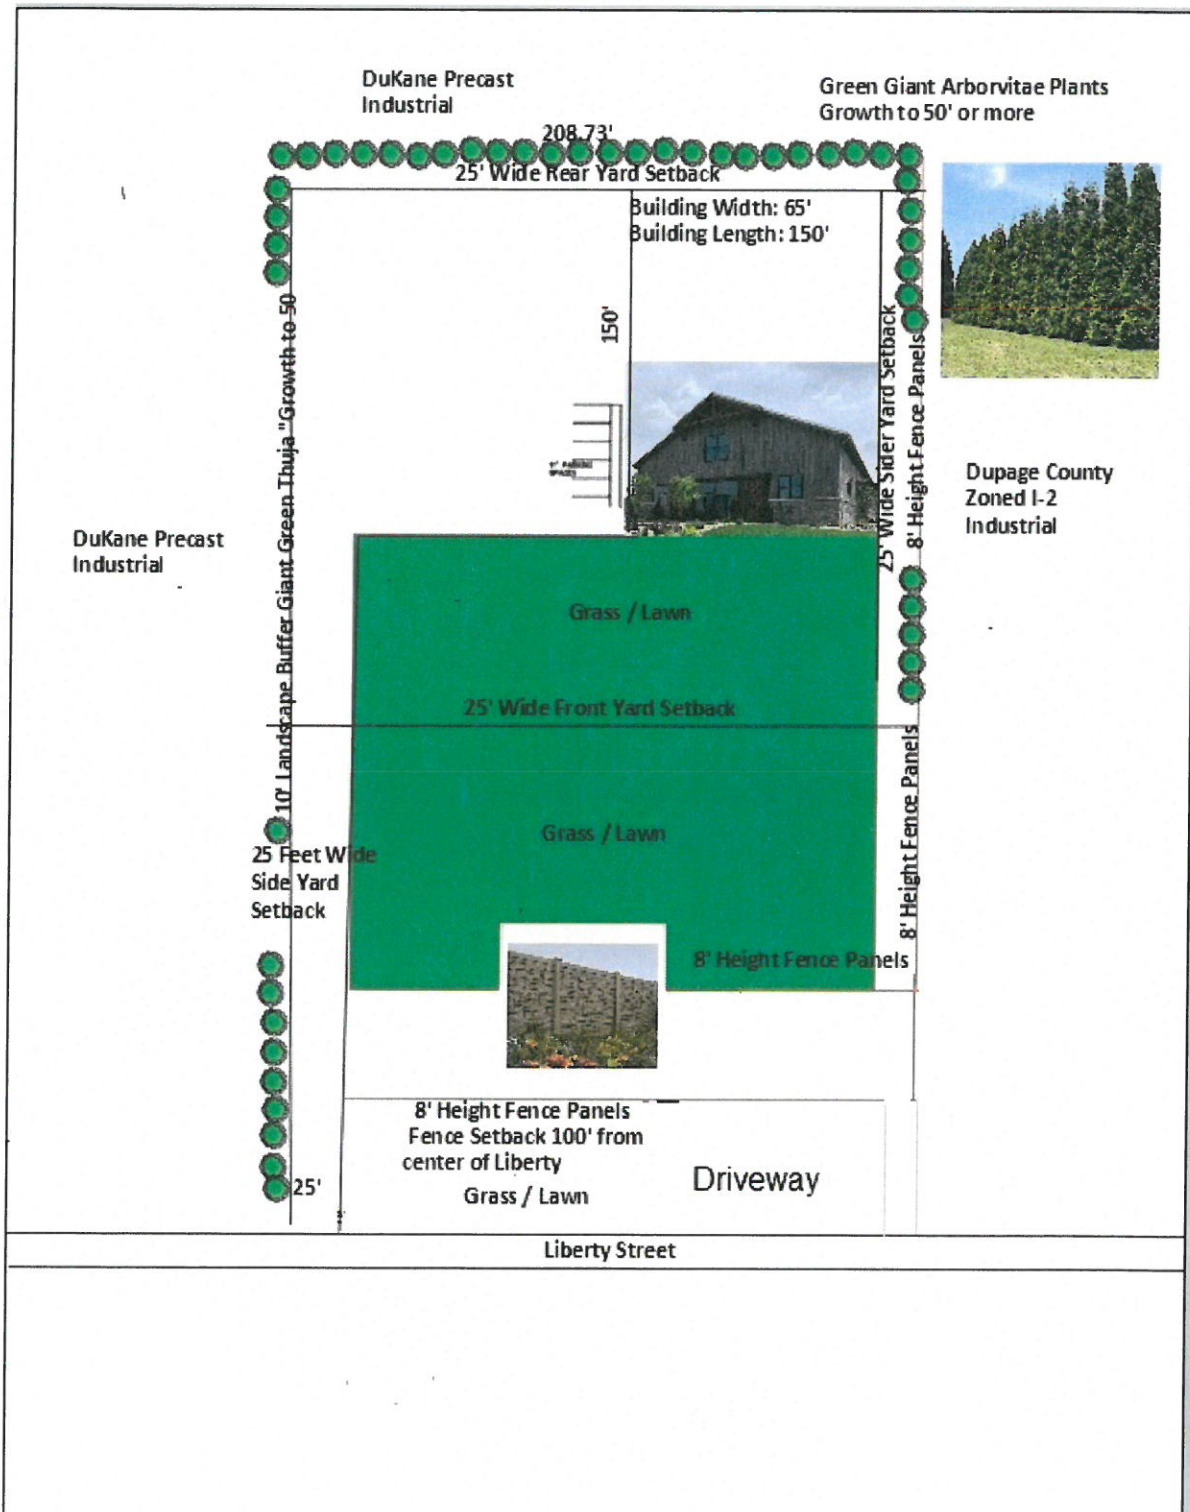 DuKane Precast
Industrial
Green Giant Arborvitae Plants
Growth to 50' or more
208.73'
25' Wide Rear Yard Setback
Building Width: 65'
Building Length: 150'
150'
10' Landscape Buffer Giant Green Thuja "Growth to 50
25' Wide Sider Yard Setback
8' Height Fence Panels
Dupage County
Zoned I-2
Industrial
DuKane Precast
Industrial
Grass / Lawn
25' Wide Front Yard Setback
8' Height Fence Panels
Grass / Lawn
25 Feet Wide
Side Yard
Setback
8' Height Fence Panels
8' Height Fence Panels
Fence Setback 100' from
center of Liberty
Driveway
Grass / Lawn
25'
Liberty Street